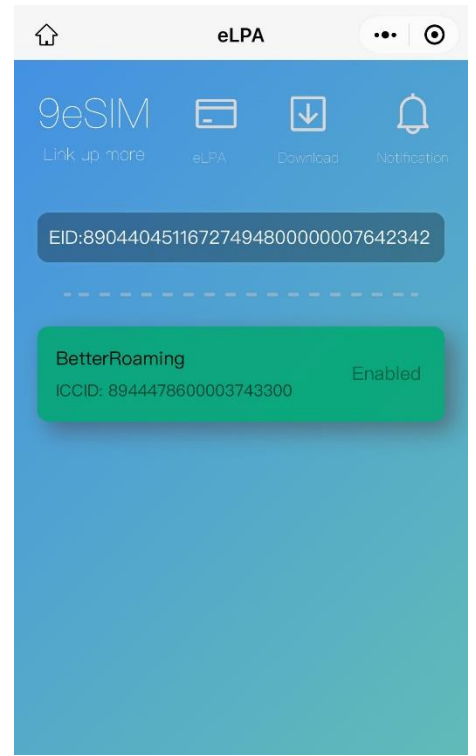 eLPA
9eSIM
Link up more
eLPA
Download
Notification
EID:89044045116727494800000007642342
BetterRoaming
Enabled
ICCID: 8944478600003743300